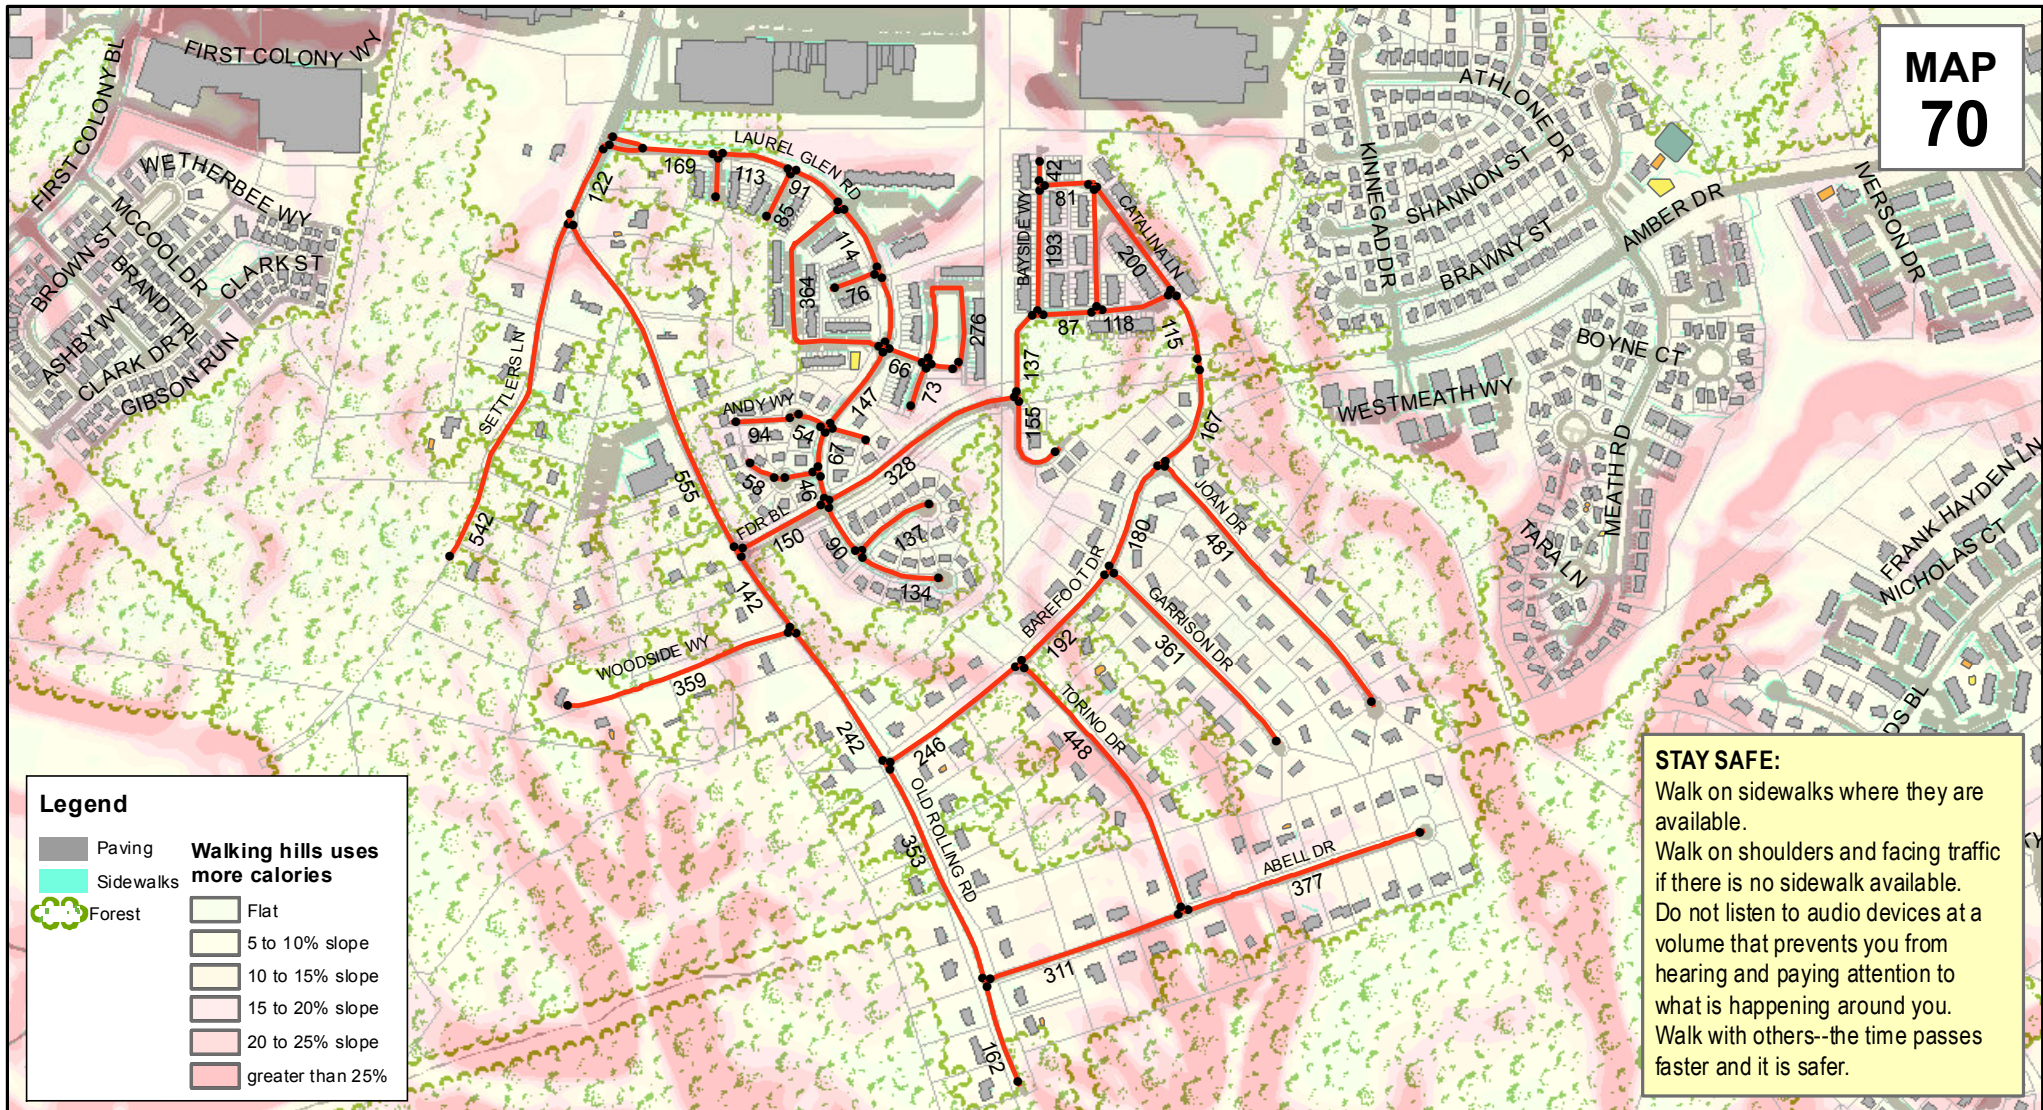 MAP
70
FIRST COLONY WY
FIRST COLONY BL
WETHERBEE WY
MCCOOL DR
BROWN ST
BRAND TRL
CLARK ST
ASHBY WY
CLARK DR
GIBSON RUN
LAUREL GLEN RD
169
113
91
85
122
114
76
364
276
66
73
147
ANDY WY
94
54
67
58
46
328
SETTLERS LN
542
555
FDR BL
150
90
137
134
142
WOODSIDE WY
359
242
246
OLD ROLLING RD
353
311
162
BAYSIDE WY
42
81
193
CATALINA LN
200
87
118
115
137
155
167
JOAN DR
481
180
BAREFOOT DR
192
GARRISON DR
361
TORINO DR
448
ABELL DR
377
ATHLONE DR
KINNEGAD DR
SHANNON ST
BRAWNY ST
AMBER DR
IVERSON DR
BOYNE CT
WESTMEATH WY
MEATH RD
TARA LN
FRANK HAYDEN LN
NICHOLAS CT
DS BL
Legend
Paving
Sidewalks
Forest
Walking hills uses
more calories
Flat
5 to 10% slope
10 to 15% slope
15 to 20% slope
20 to 25% slope
greater than 25%
STAY SAFE:
Walk on sidewalks where they are
available.
Walk on shoulders and facing traffic
if there is no sidewalk available.
Do not listen to audio devices at a
volume that prevents you from
hearing and paying attention to
what is happening around you.
Walk with others--the time passes
faster and it is safer.